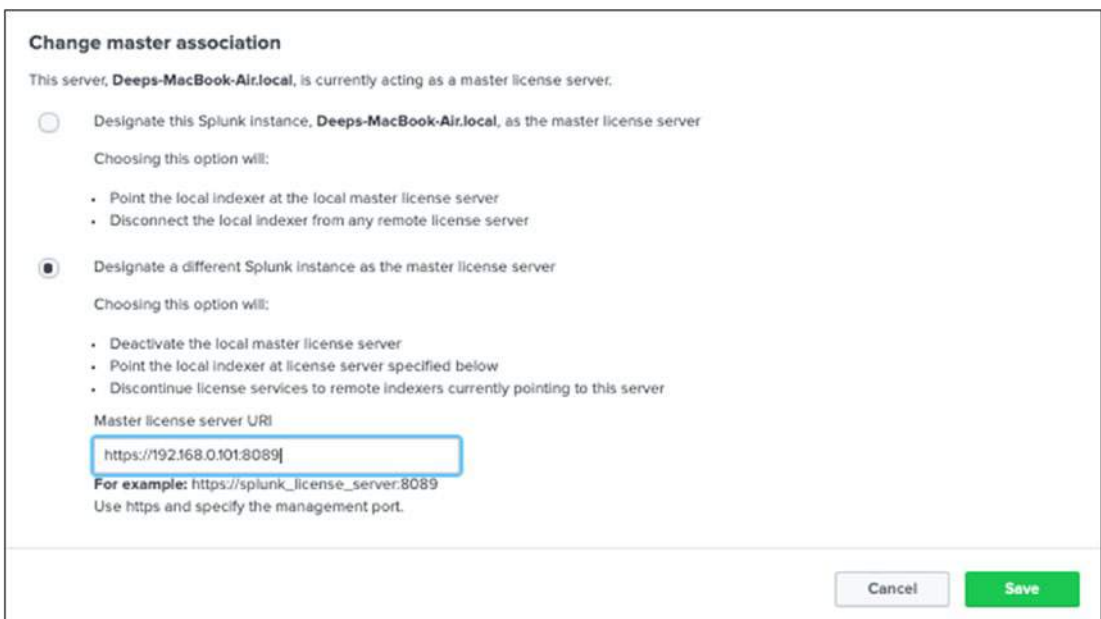 Change master association
This server, Deeps-MacBook-Air.local, is currently acting as a master license server.
Designate this Splunk instance, Deeps-MacBook-Air.local, as the master license server
Choosing this option will:
• Point the local indexer at the local master license server
• Disconnect the local indexer from any remote license server
Designate a different Splunk instance as the master license server
Choosing this option will:
• Deactivate the local master license server
• Point the local indexer at license server specified below
• Discontinue license services to remote indexers currently pointing to this server
Master license server URI
https://192.168.0.101:8089
For example: https://splunk_license_server:8089
Use https and specify the management port.
Cancel Save